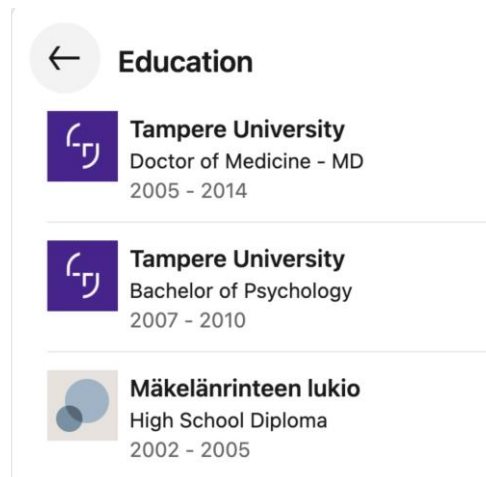 Education
Tampere University
Doctor of Medicine - MD
2005 - 2014
Tampere University
Bachelor of Psychology
2007 - 2010
Mäkelänrinteen lukio
High School Diploma
2002 - 2005